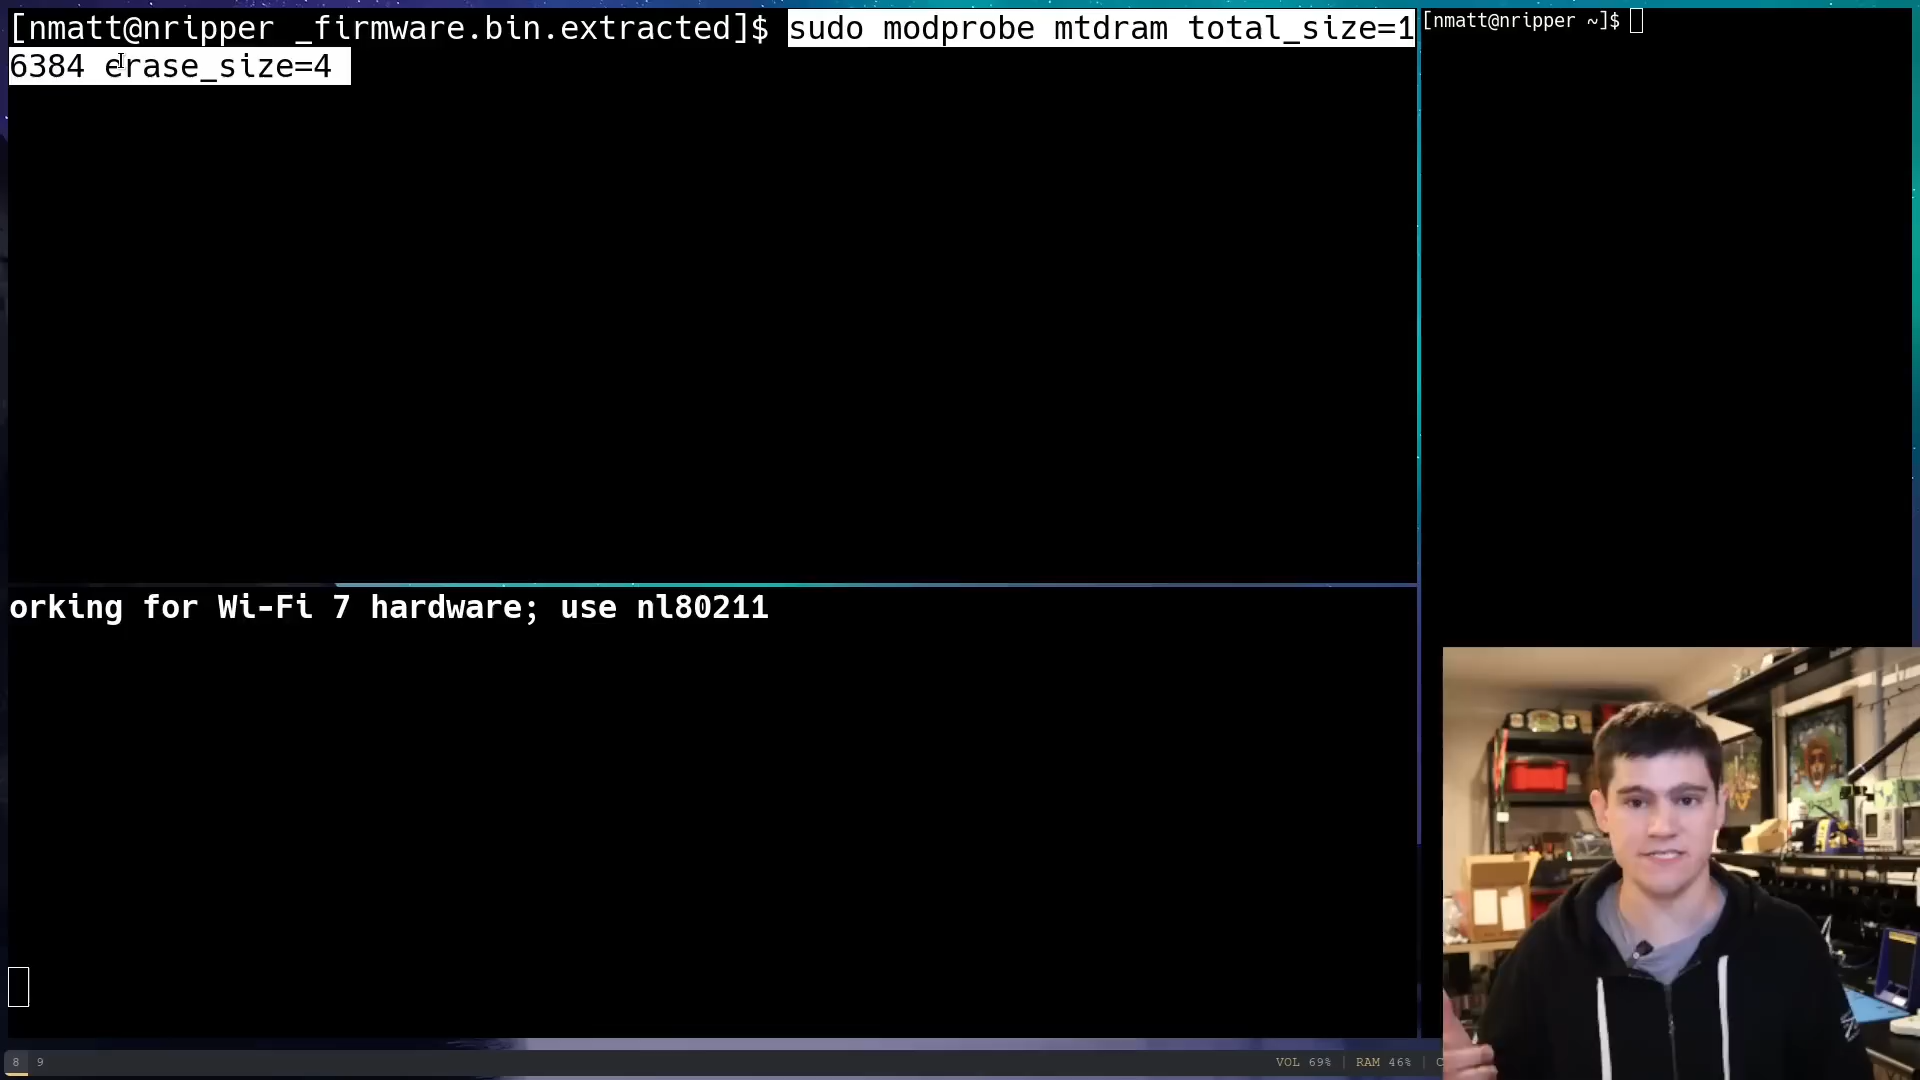 [nmatt@nripper _firmware.bin.extracted]$ sudo modprobe mtdram total_size=1
6384 erase_size=4
[nmatt@nripper ~]$
orking for Wi-Fi 7 hardware; use nl80211
8 9
VOL 69% | RAM 46% | C